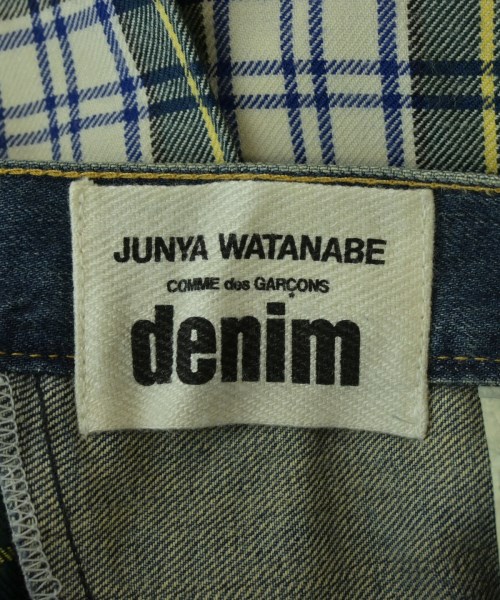 JUNYA WATANABE
COMME des GARÇONS
denim